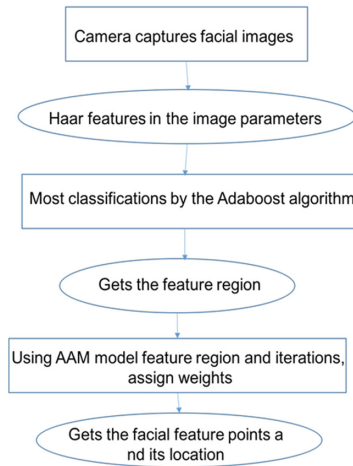 Camera captures facial images
Haar features in the image parameters
Most classifications by the Adaboost algorithm
Gets the feature region
Using AAM model feature region and iterations,
assign weights
Gets the facial feature points a
nd its location